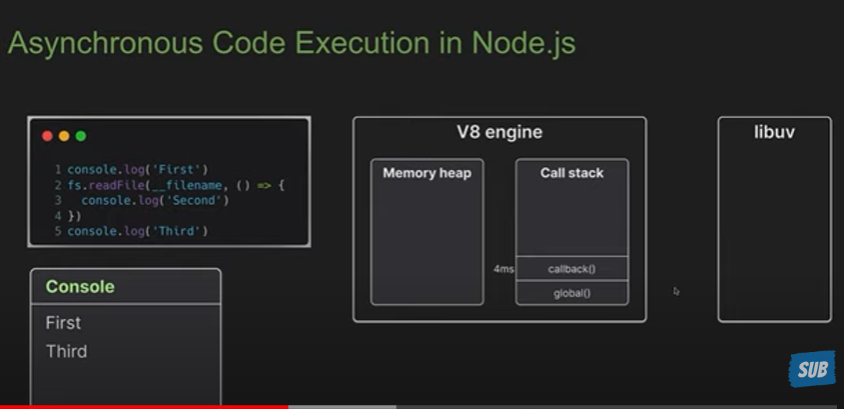 Asynchronous Code Execution in Node.js
1 console.log('First')
2 fs.readFile(__filename, () => {
3 console.log('Second')
4 })
5 console.log('Third')
Console
First
Third
V8 engine
Memory heap
Call stack
4ms
callback()
global()
libuv
SUB